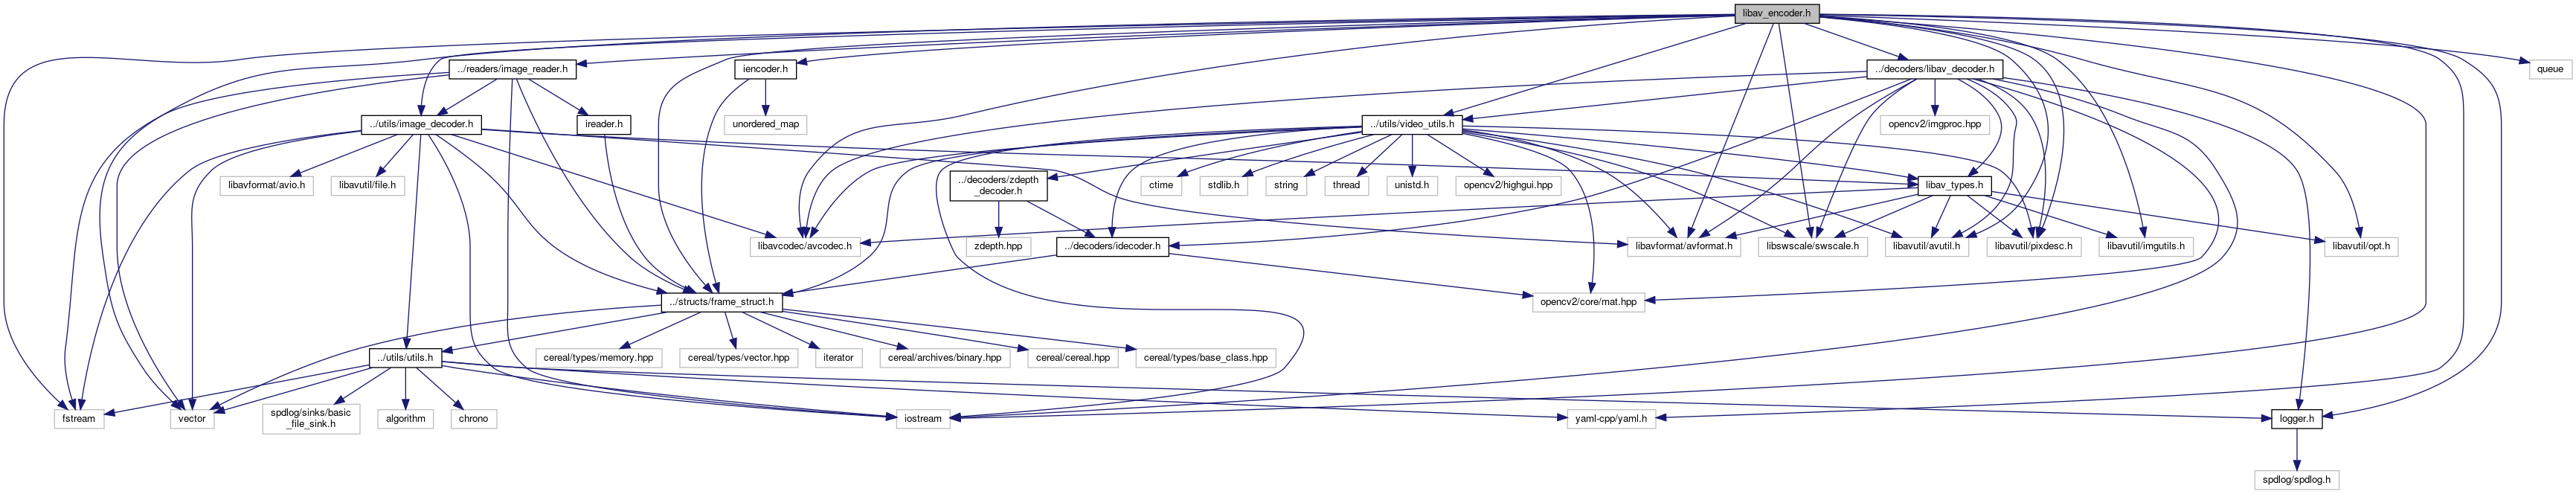 libav_encoder.h
../readers/image_reader.h
iencoder.h
../decoders/libav_decoder.h
queue
../utils/image_decoder.h
ireader.h
unordered_map
../utils/video_utils.h
opencv2/imgproc.hpp
libavformat/avio.h
libavutil/file.h
../decoders/zdepth
_decoder.h
ctime
stdlib.h
string
thread
unistd.h
opencv2/highgui.hpp
libav_types.h
libavcodec/avcodec.h
zdepth.hpp
../decoders/idecoder.h
libavformat/avformat.h
libswscale/swscale.h
libavutil/avutil.h
libavutil/pixdesc.h
libavutil/imgutils.h
libavutil/opt.h
../structs/frame_struct.h
opencv2/core/mat.hpp
../utils/utils.h
cereal/types/memory.hpp
cereal/types/vector.hpp
iterator
cereal/archives/binary.hpp
cereal/cereal.hpp
cereal/types/base_class.hpp
fstream
vector
spdlog/sinks/basic
_file_sink.h
algorithm
chrono
iostream
yaml-cpp/yaml.h
logger.h
spdlog/spdlog.h